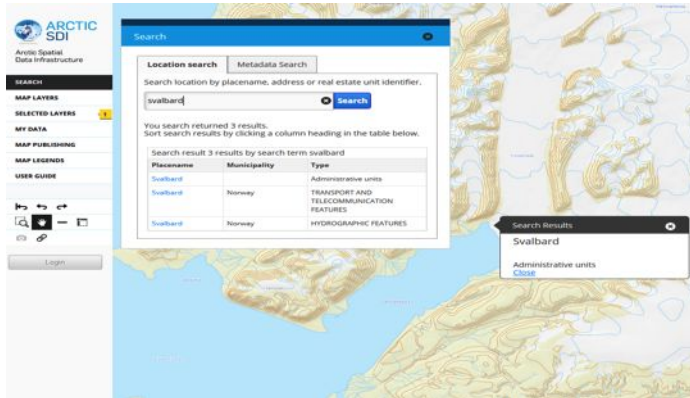 ARCTIC
SDI
Arctic Spatial
Data Infrastructure
SEARCH
MAP LAYERS
SELECTED LAYERS
MY DATA
MAP PUBLISHING
MAP LEGENDS
USER GUIDE
Login
Search
Location search Metadata Search
Search location by placename, address or real estate unit identifier.
svalbard Search
You search returned 3 results.
Sort search results by clicking a column heading in the table below.
Search result 3 results by search term svalbard
Placename Municipality Type
Svalbard Administrative units
Svalbard Norway TRANSPORT AND
TELECOMMUNICATION
FEATURES
Svalbard Norway HYDROGRAPHIC FEATURES
Search Results
Svalbard
Administrative units
Close